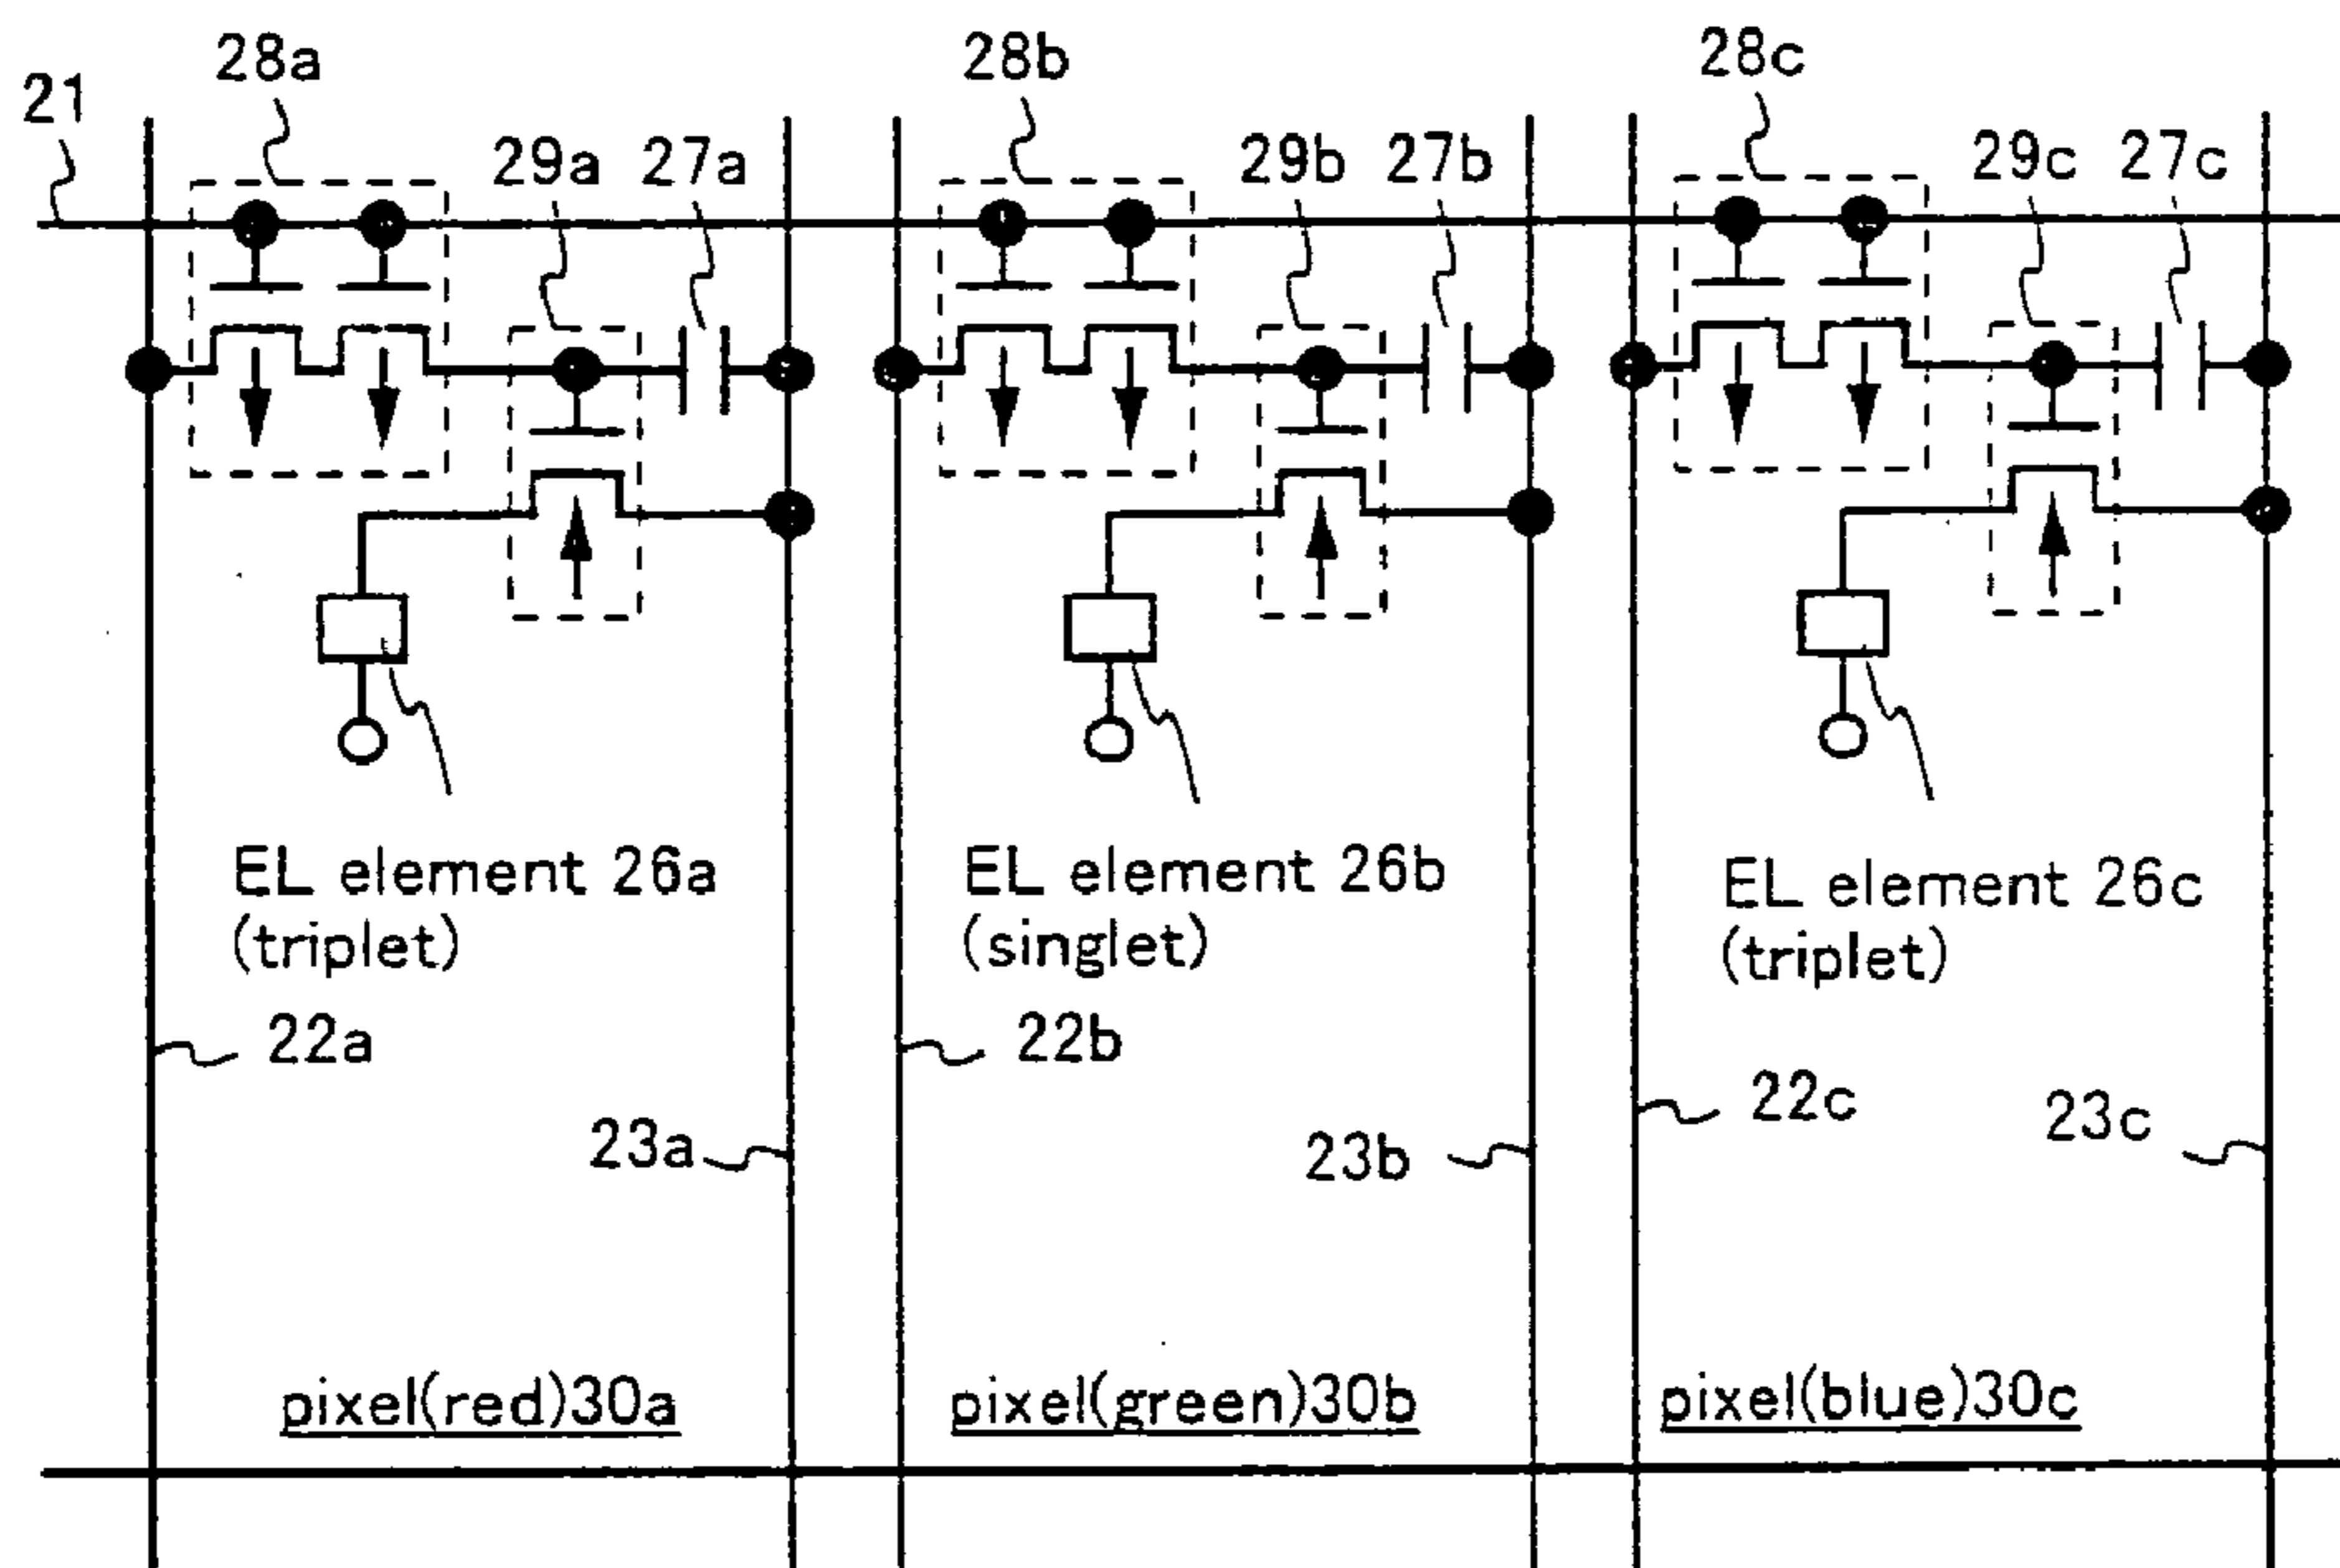 28a
28b
28c
21
29a
27a
29b
27b
29c
27c
EL element 26a
(triplet)
EL element 26b
(singlet)
EL element 26c
(triplet)
22a
22b
22c
23a
23b
23c
pixel(red)30a
pixel(green)30b
pixel(blue)30c